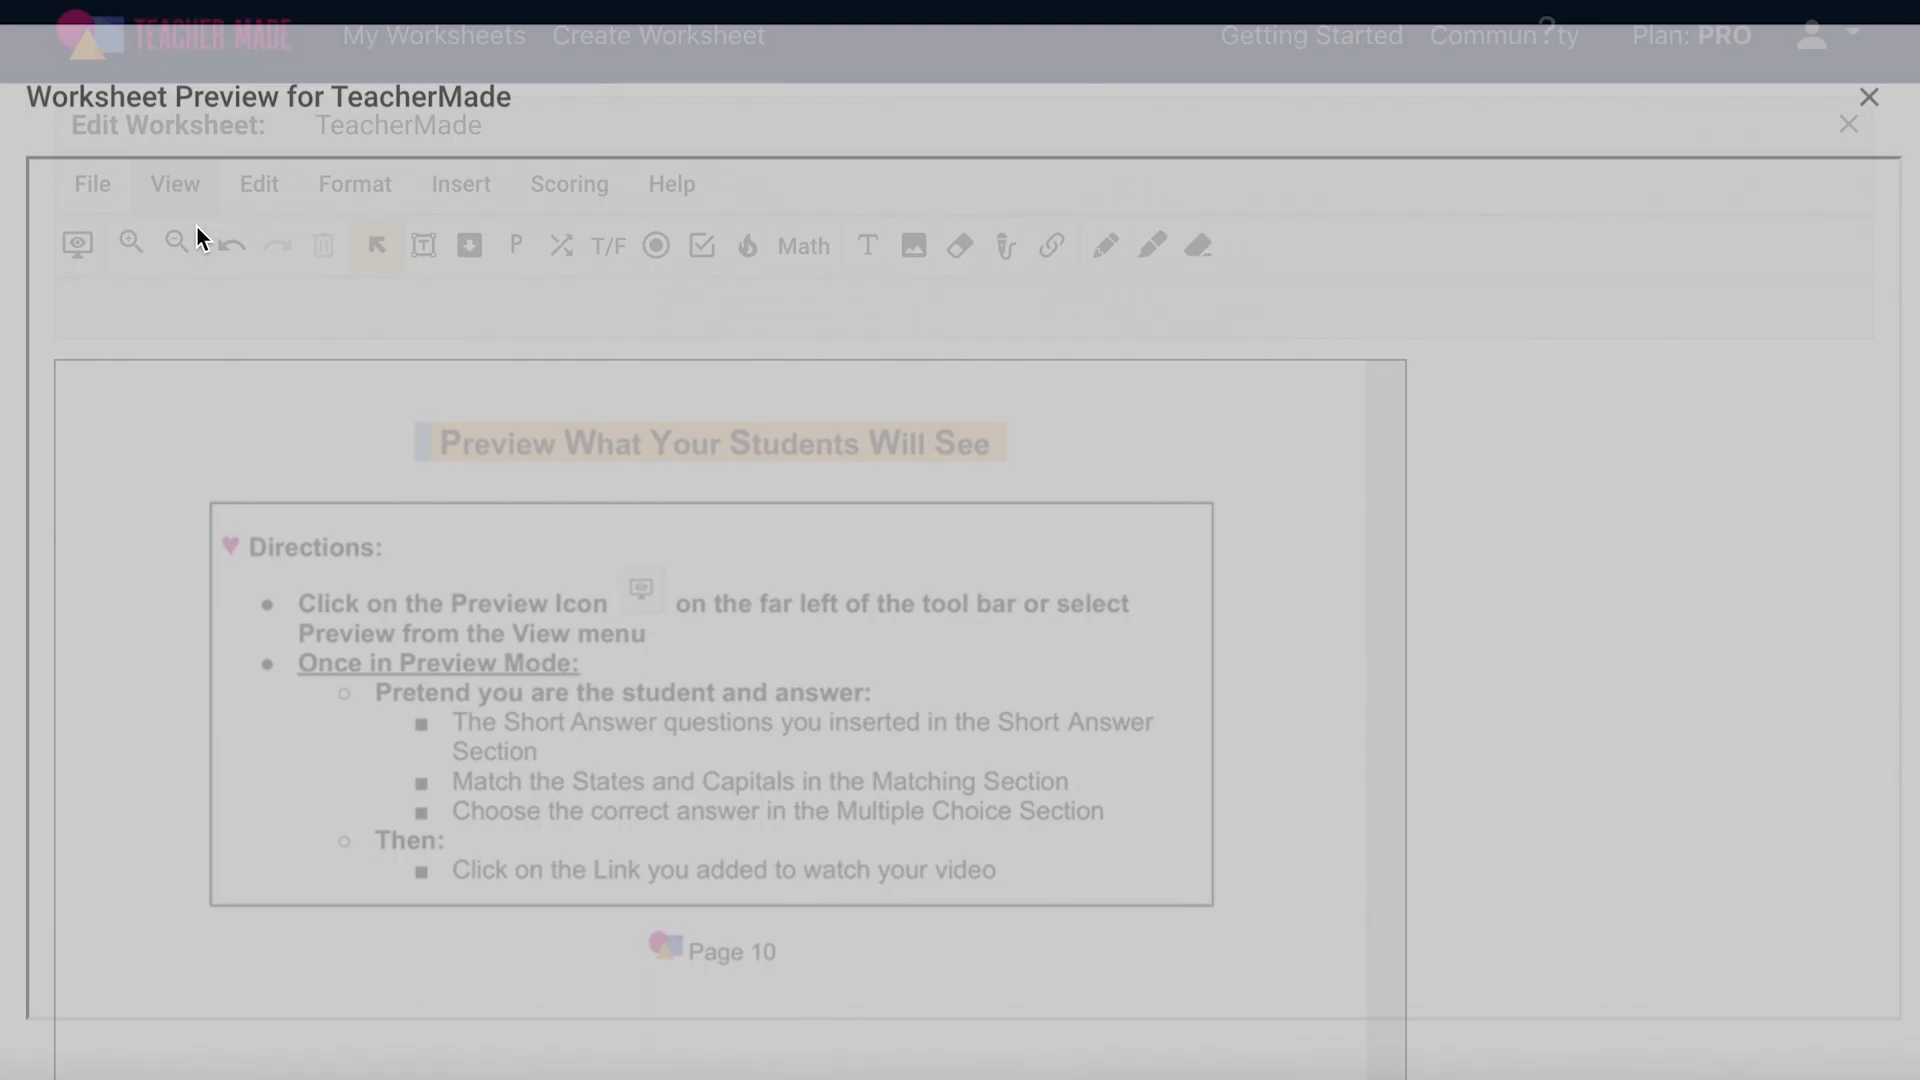 TEACHER MADE My Worksheets Create Worksheet Getting Started Commun?ty Plan: PRO
Worksheet Preview for TeacherMade
Edit Worksheet: TeacherMade
File View Edit Format Insert Scoring Help
T P T/F Math T
Preview What Your Students Will See
♥ Directions:
● Click on the Preview Icon on the far left of the tool bar or select
Preview from the View menu
● Once in Preview Mode:
○ Pretend you are the student and answer:
■ The Short Answer questions you inserted in the Short Answer
Section
■ Match the States and Capitals in the Matching Section
■ Choose the correct answer in the Multiple Choice Section
○ Then:
■ Click on the Link you added to watch your video
Page 10